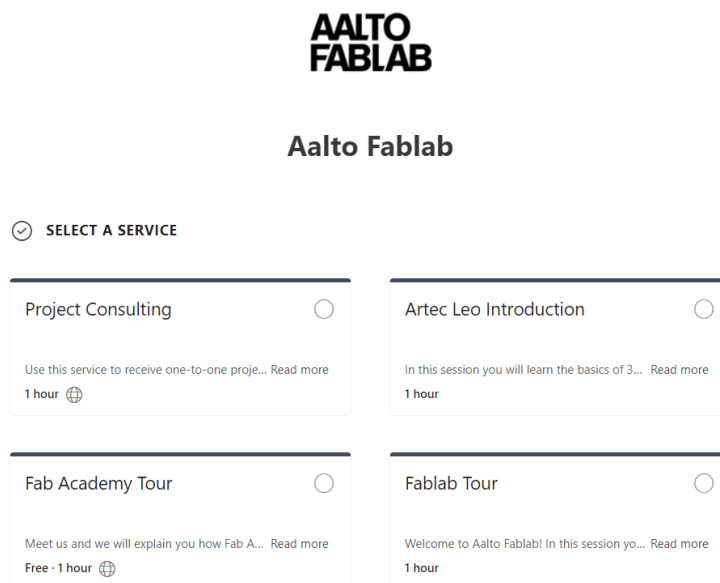 AALTO
FABLAB
Aalto Fablab
SELECT A SERVICE
Project Consulting
Use this service to receive one-to-one proje... Read more
1 hour
Artec Leo Introduction
In this session you will learn the basics of 3... Read more
1 hour
Fab Academy Tour
Meet us and we will explain you how Fab A... Read more
Free · 1 hour
Fablab Tour
Welcome to Aalto Fablab! In this session yo... Read more
1 hour